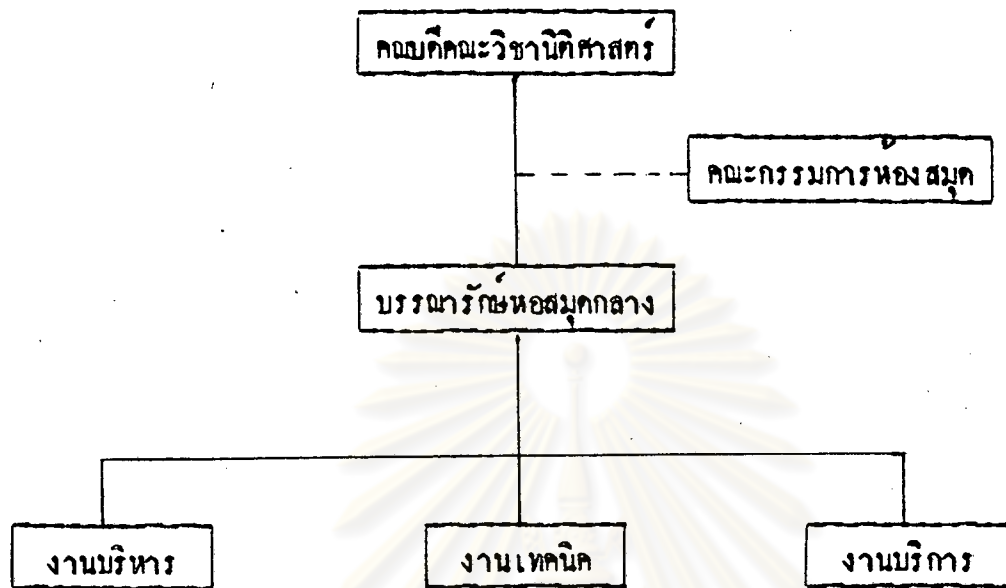 คณบดีคณะวิชานิติศาสตร์
คณะกรรมการห้องสมุด
บรรณารักษ์หอสมุดกลาง
งานบริหาร
งานเทคนิค
งานบริการ